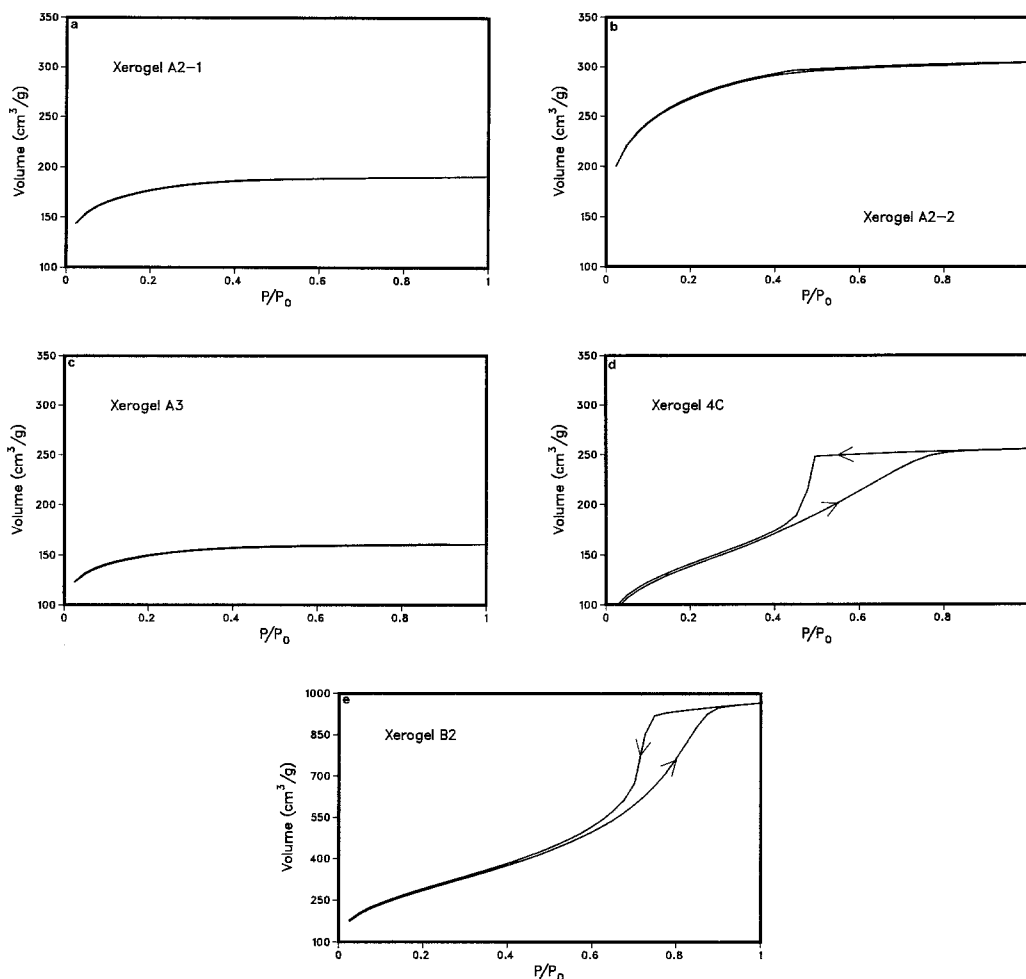 a
Xerogel A2-1
350
300
250
200
150
100
Volume (cm³/g)
0
0.2
0.4
0.6
0.8
1
P/P₀
b
Xerogel A2-2
350
300
250
200
150
100
Volume (cm³/g)
0
0.2
0.4
0.6
0.8
P/P₀
c
Xerogel A3
350
300
250
200
150
100
Volume (cm³/g)
0
0.2
0.4
0.6
0.8
1
P/P₀
d
Xerogel 4C
350
300
250
200
150
100
Volume (cm³/g)
0
0.2
0.4
0.6
0.8
P/P₀
e
Xerogel B2
1000
850
700
550
400
250
100
Volume (cm³/g)
0
0.2
0.4
0.6
0.8
1
P/P₀